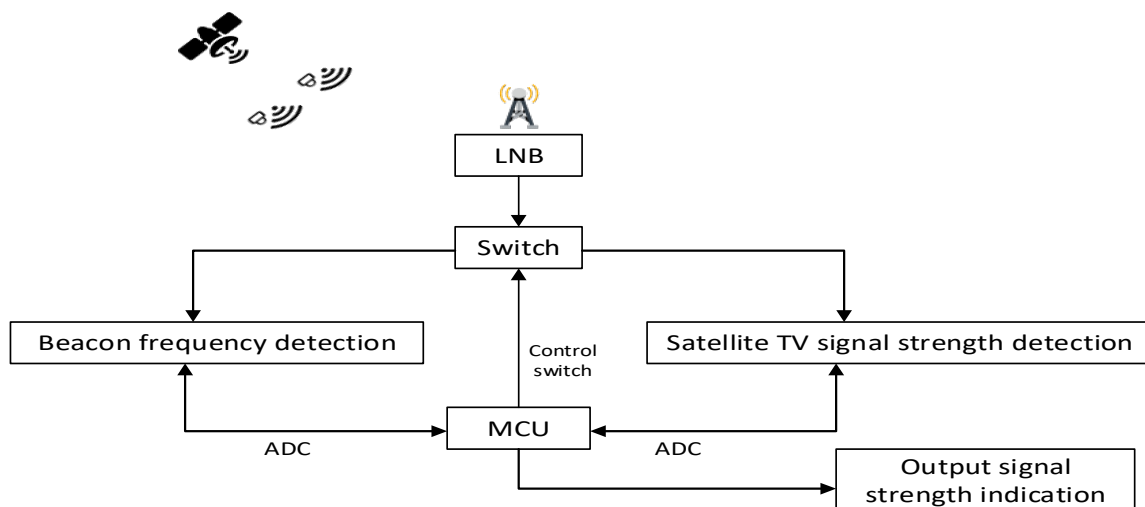 LNB
Switch
Beacon frequency detection
Satellite TV signal strength detection
Control
switch
MCU
ADC
ADC
Output signal
strength indication